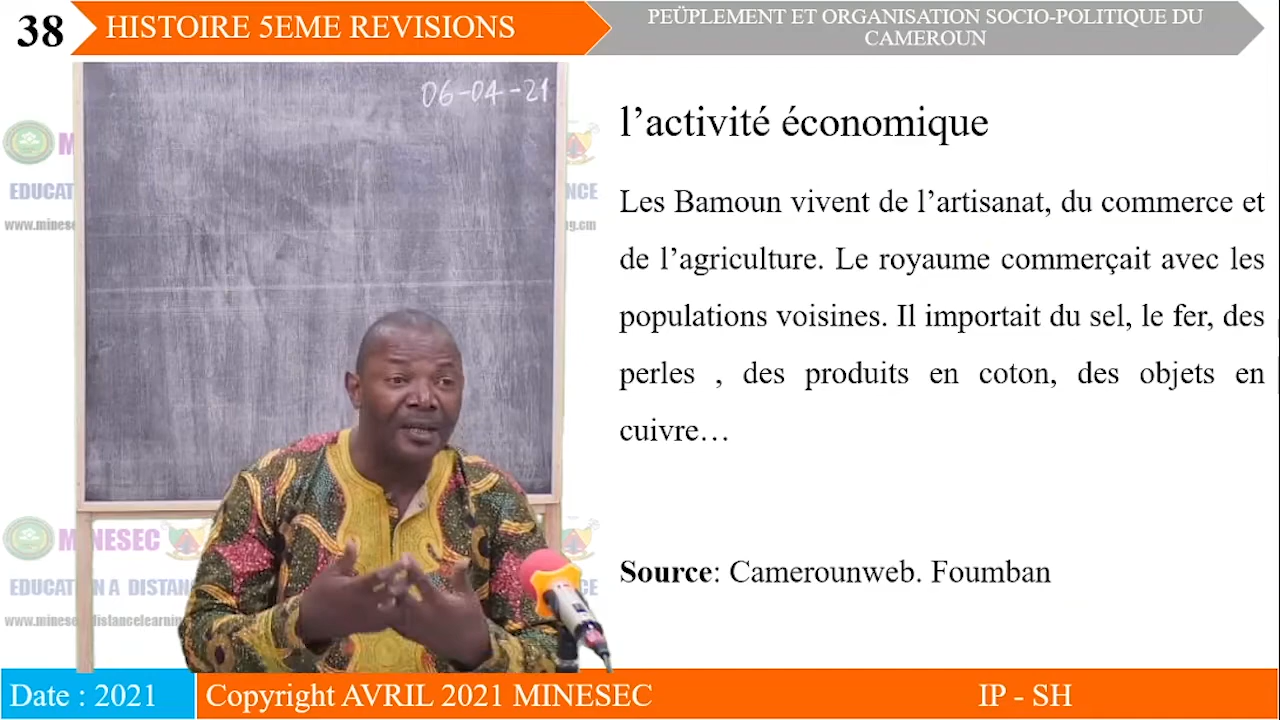 38
HISTOIRE 5EME REVISIONS
PEÜPLEMENT ET ORGANISATION SOCIO-POLITIQUE DU
CAMEROUN
06-04-21
l’activité économique
Les Bamoun vivent de l’artisanat, du commerce et
de l’agriculture. Le royaume commerçait avec les
populations voisines. Il importait du sel, le fer, des
perles , des produits en coton, des objets en
cuivre…
Source: Camerounweb. Foumban
MINESEC
Date : 2021
Copyright AVRIL 2021 MINESEC
IP - SH